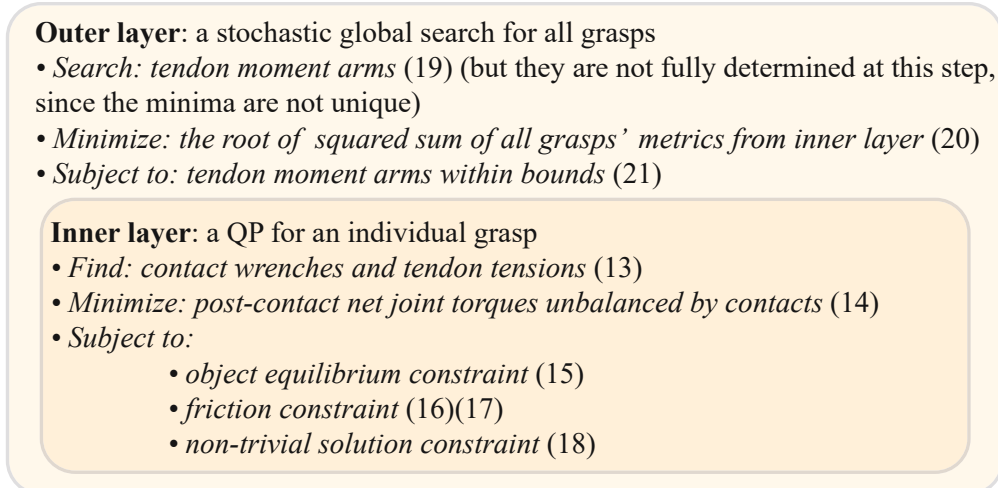 Outer layer: a stochastic global search for all grasps
• Search: tendon moment arms (19) (but they are not fully determined at this step,
since the minima are not unique)
• Minimize: the root of squared sum of all grasps’ metrics from inner layer (20)
• Subject to: tendon moment arms within bounds (21)
Inner layer: a QP for an individual grasp
• Find: contact wrenches and tendon tensions (13)
• Minimize: post-contact net joint torques unbalanced by contacts (14)
• Subject to:
• object equilibrium constraint (15)
• friction constraint (16)(17)
• non-trivial solution constraint (18)